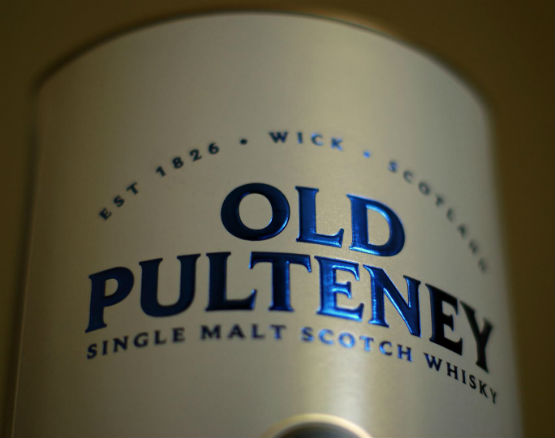 EST 1826 • WICK • SCOTLAND
OLD
PULTENEY
SINGLE MALT SCOTCH WHISKY